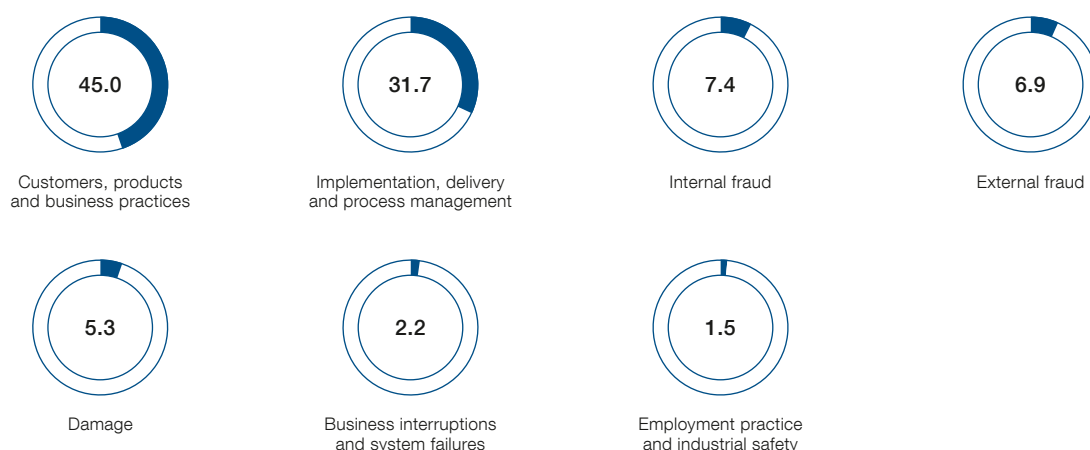 45.0
31.7
7.4
6.9
Customers, products
and business practices
Implementation, delivery
and process management
Internal fraud
External fraud
5.3
2.2
1.5
Damage
Business interruptions
and system failures
Employment practice
and industrial safety